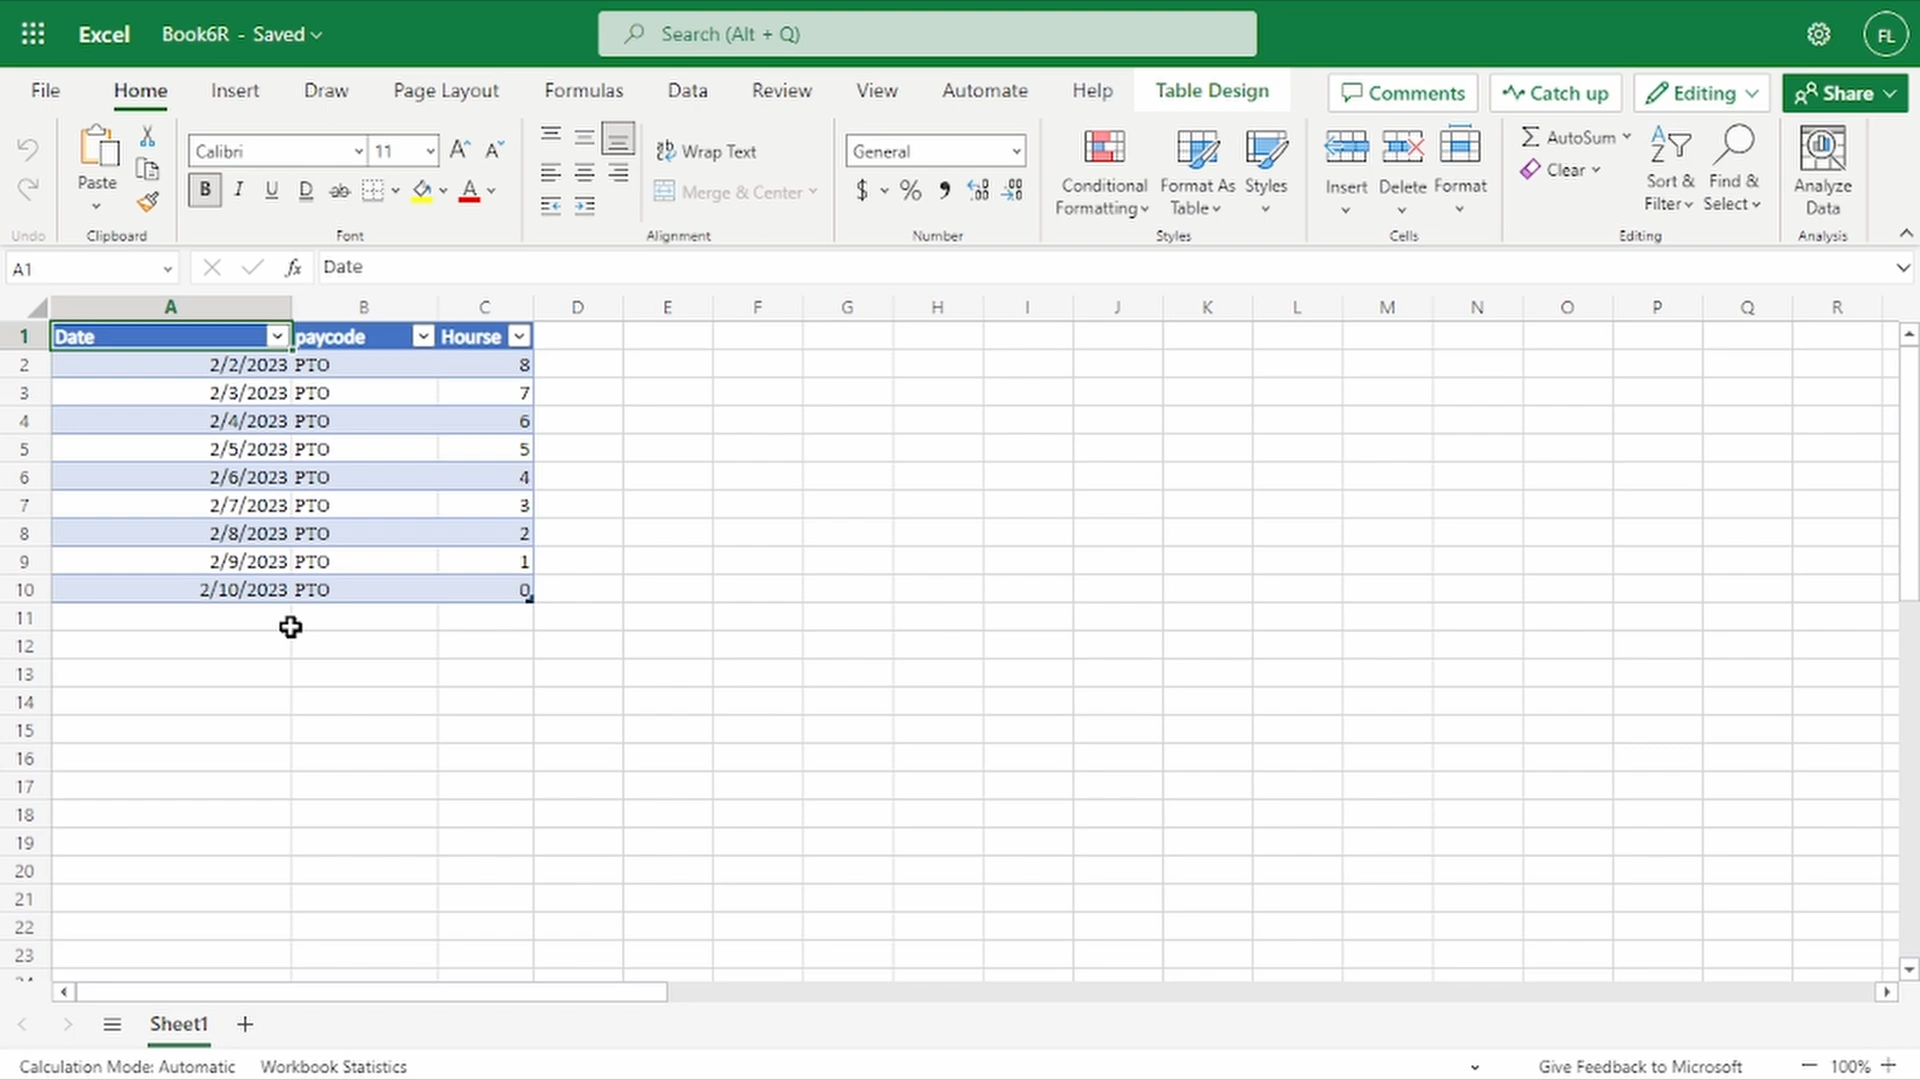 Excel Book6R - Saved Search (Alt + Q) FL
File Home Insert Draw Page Layout Formulas Data Review View Automate Help Table Design Comments Catch up Editing Share
Paste Calibri 11 Wrap Text General Conditional Formatting Format As Table Styles Insert Delete Format AutoSum Sort & Filter Find & Select Analyze Data
B I U D ab A Merge & Center $ % Clear
Undo Clipboard Font Alignment Number Styles Cells Editing Analysis
A1 fx Date
A B C D E F G H I J K L M N O P Q R
1 Date paycode Hourse
2 2/2/2023 PTO 8
3 2/3/2023 PTO 7
4 2/4/2023 PTO 6
5 2/5/2023 PTO 5
6 2/6/2023 PTO 4
7 2/7/2023 PTO 3
8 2/8/2023 PTO 2
9 2/9/2023 PTO 1
10 2/10/2023 PTO 0
11
12
13
14
15
16
17
18
19
20
21
22
23
Sheet1
Calculation Mode: Automatic Workbook Statistics Give Feedback to Microsoft 100%